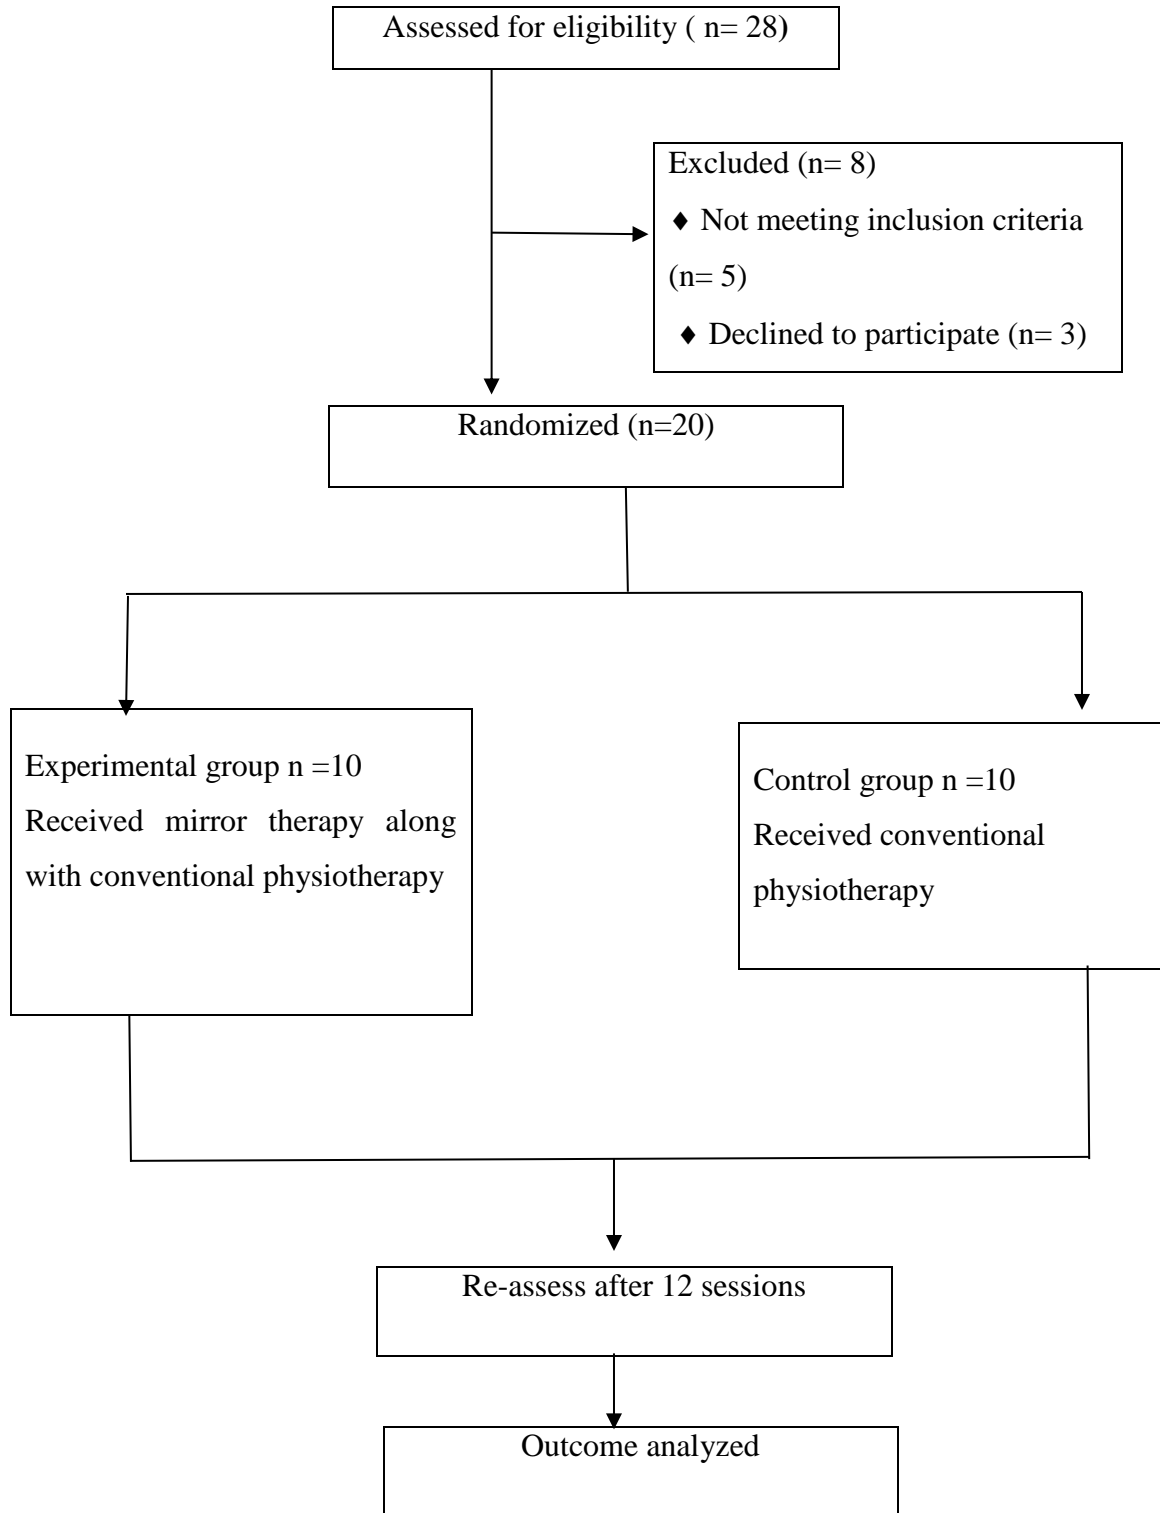 Assessed for eligibility ( n= 28)
Excluded (n= 8)
♦ Not meeting inclusion criteria
(n= 5)
♦ Declined to participate (n= 3)
Randomized (n=20)
Experimental group n =10
Received mirror therapy along
with conventional physiotherapy
Control group n =10
Received conventional
physiotherapy
Re-assess after 12 sessions
Outcome analyzed